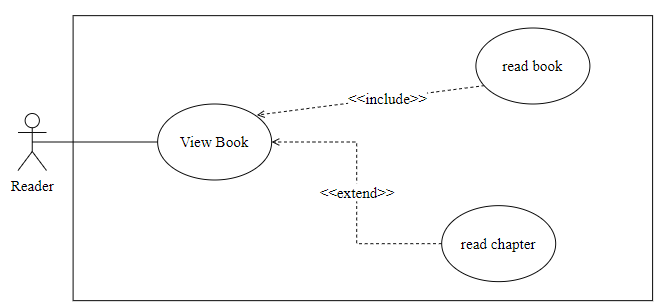 read book
<<include>>
View Book
Reader
<<extend>>
read chapter